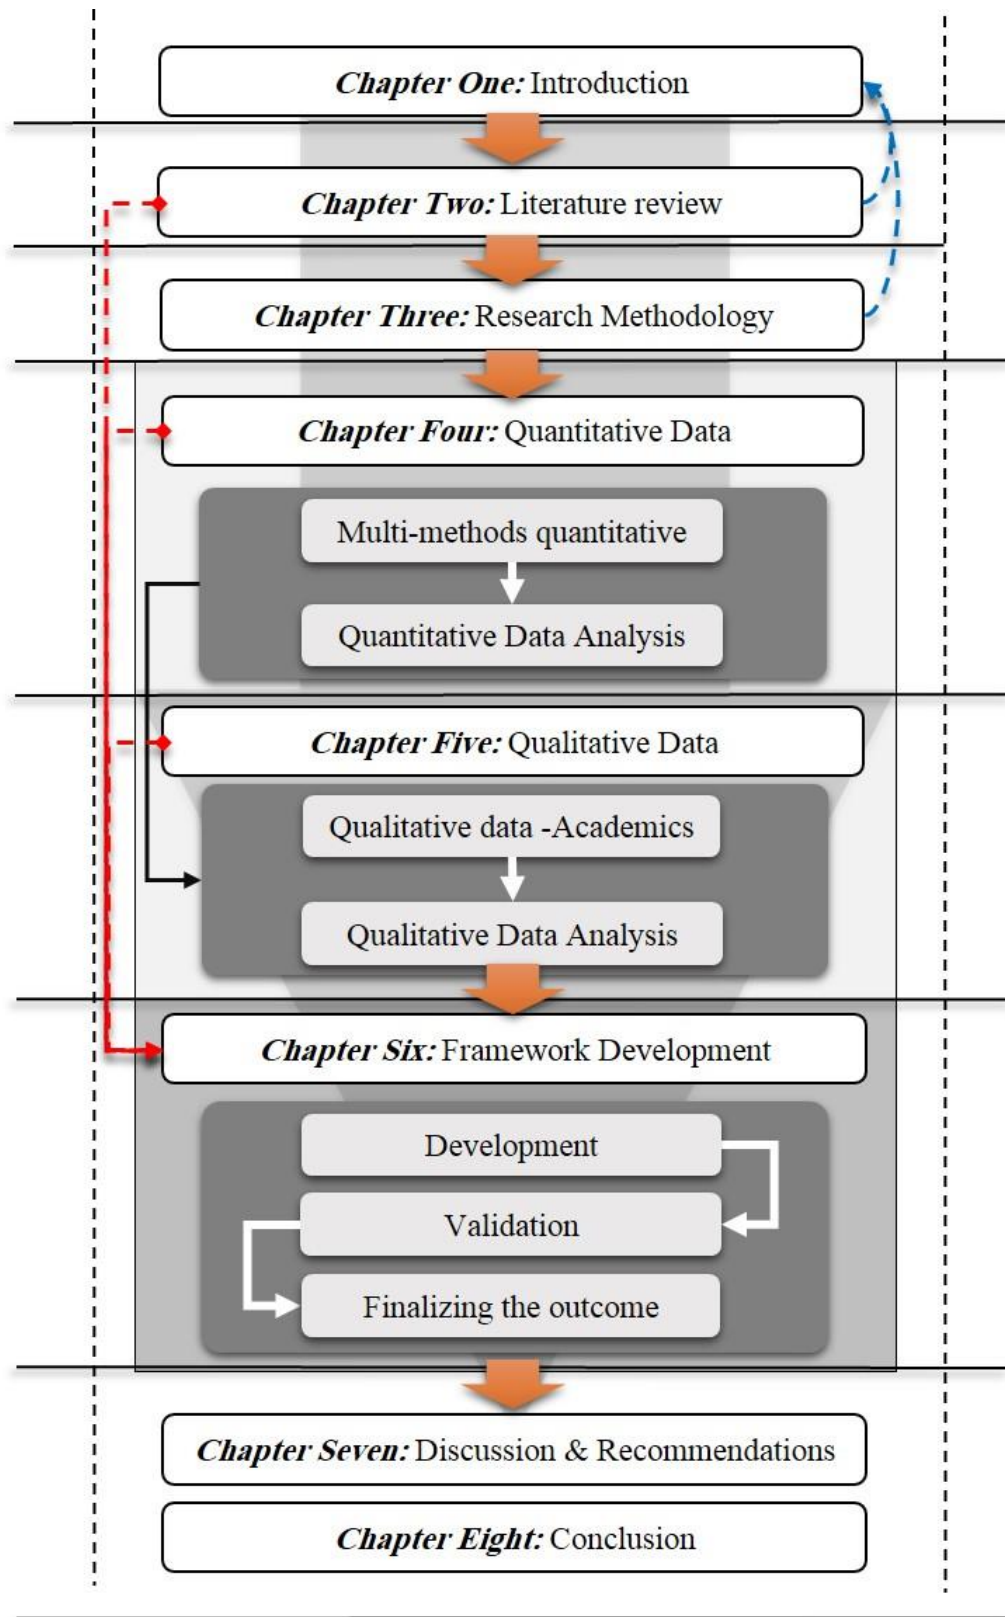 Chapter One: Introduction
Chapter Two: Literature review
Chapter Three: Research Methodology
Chapter Four: Quantitative Data
Multi-methods quantitative
Quantitative Data Analysis
Chapter Five: Qualitative Data
Qualitative data -Academics
Qualitative Data Analysis
Chapter Six: Framework Development
Development
Validation
Finalizing the outcome
Chapter Seven: Discussion & Recommendations
Chapter Eight: Conclusion